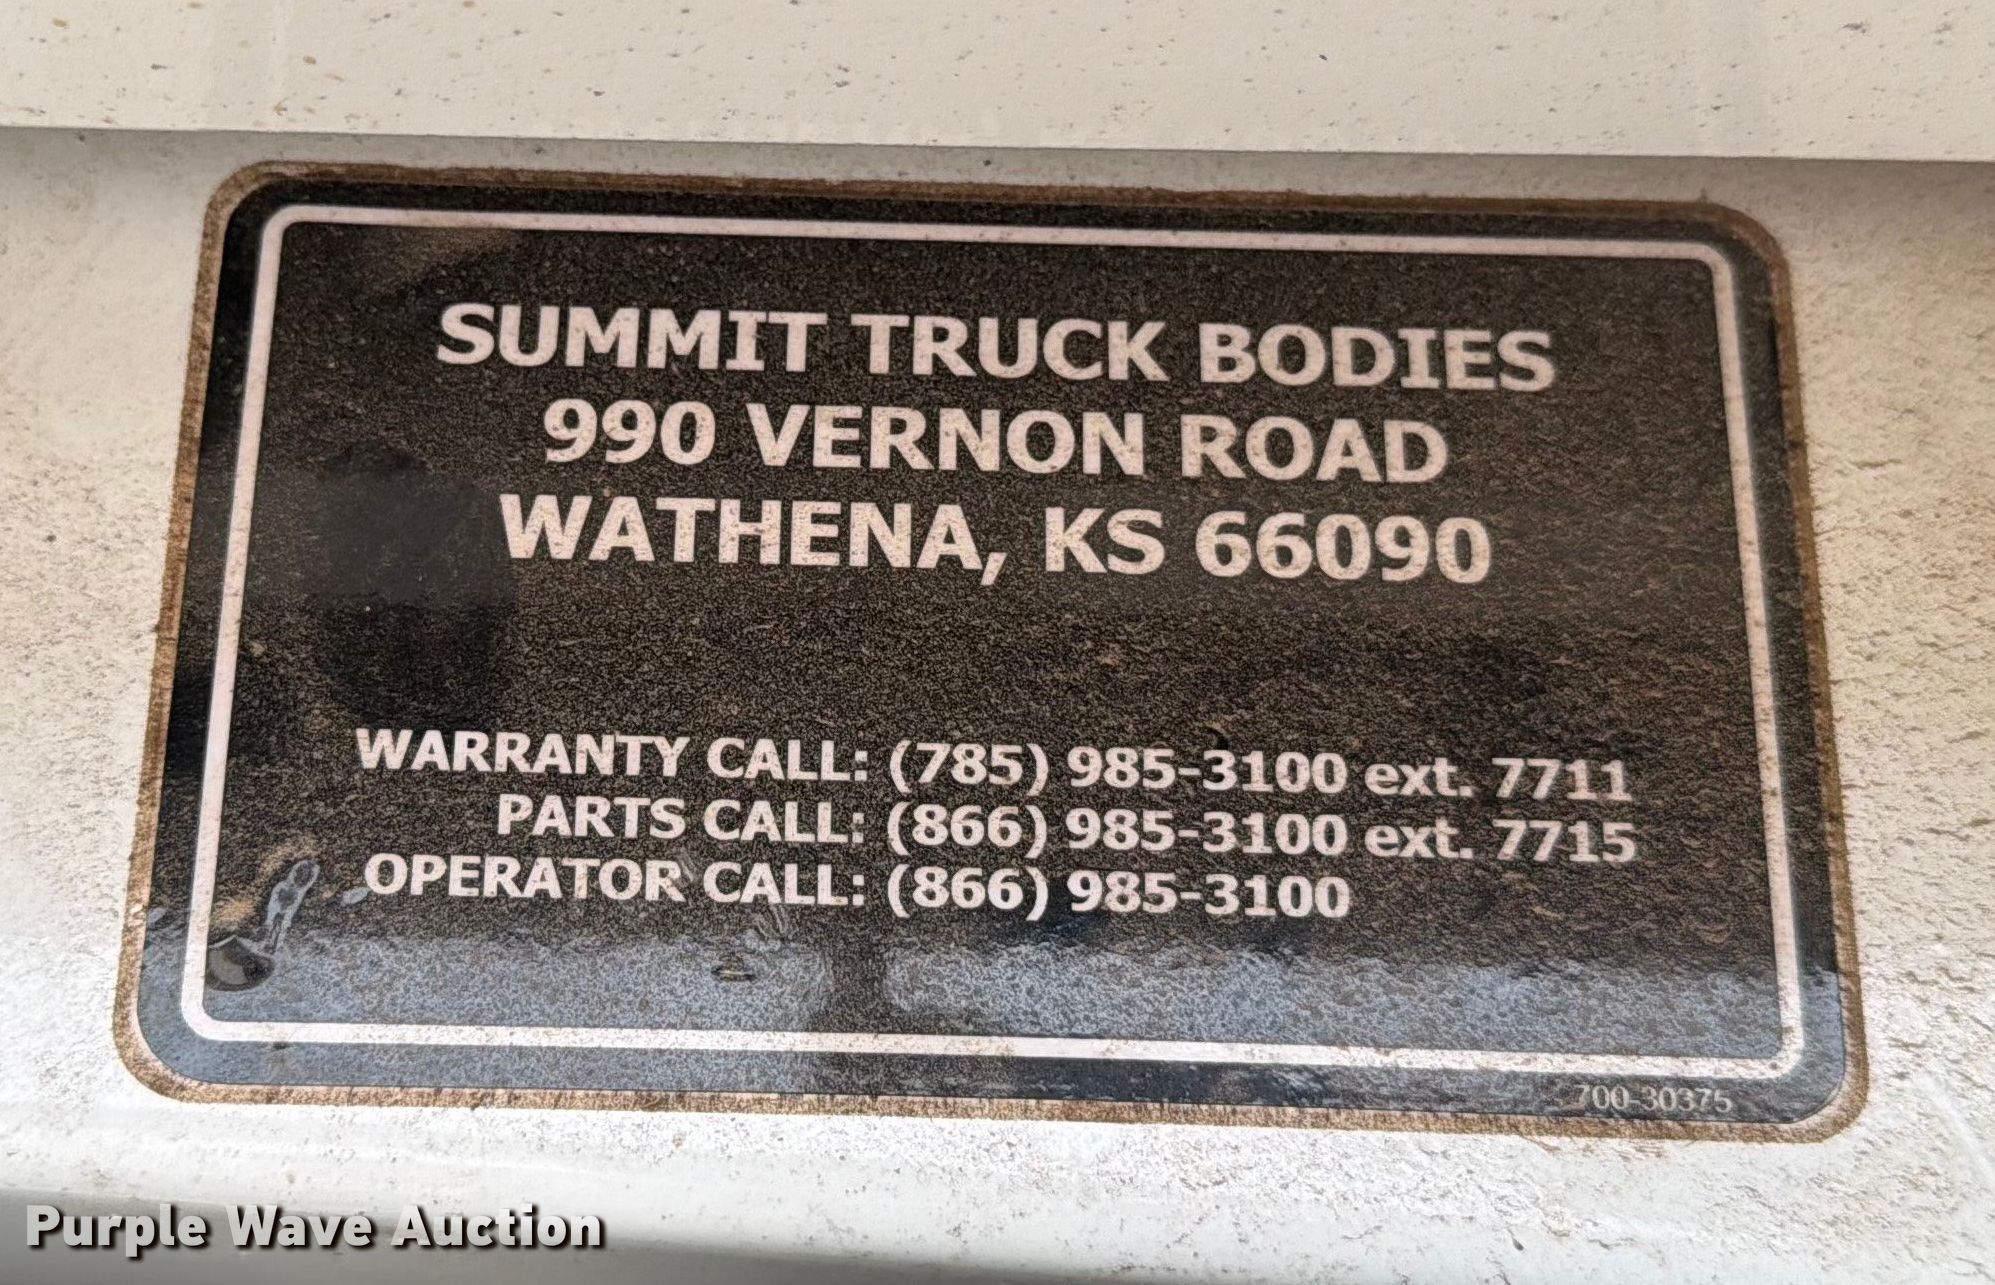 SUMMIT TRUCK BODIES
990 VERNON ROAD
WATHENA, KS 66090
WARRANTY CALL: (785) 985-3100 ext. 7711
PARTS CALL: (866) 985-3100 ext. 7715
OPERATOR CALL: (866) 985-3100
700-30375
Purple Wave Auction